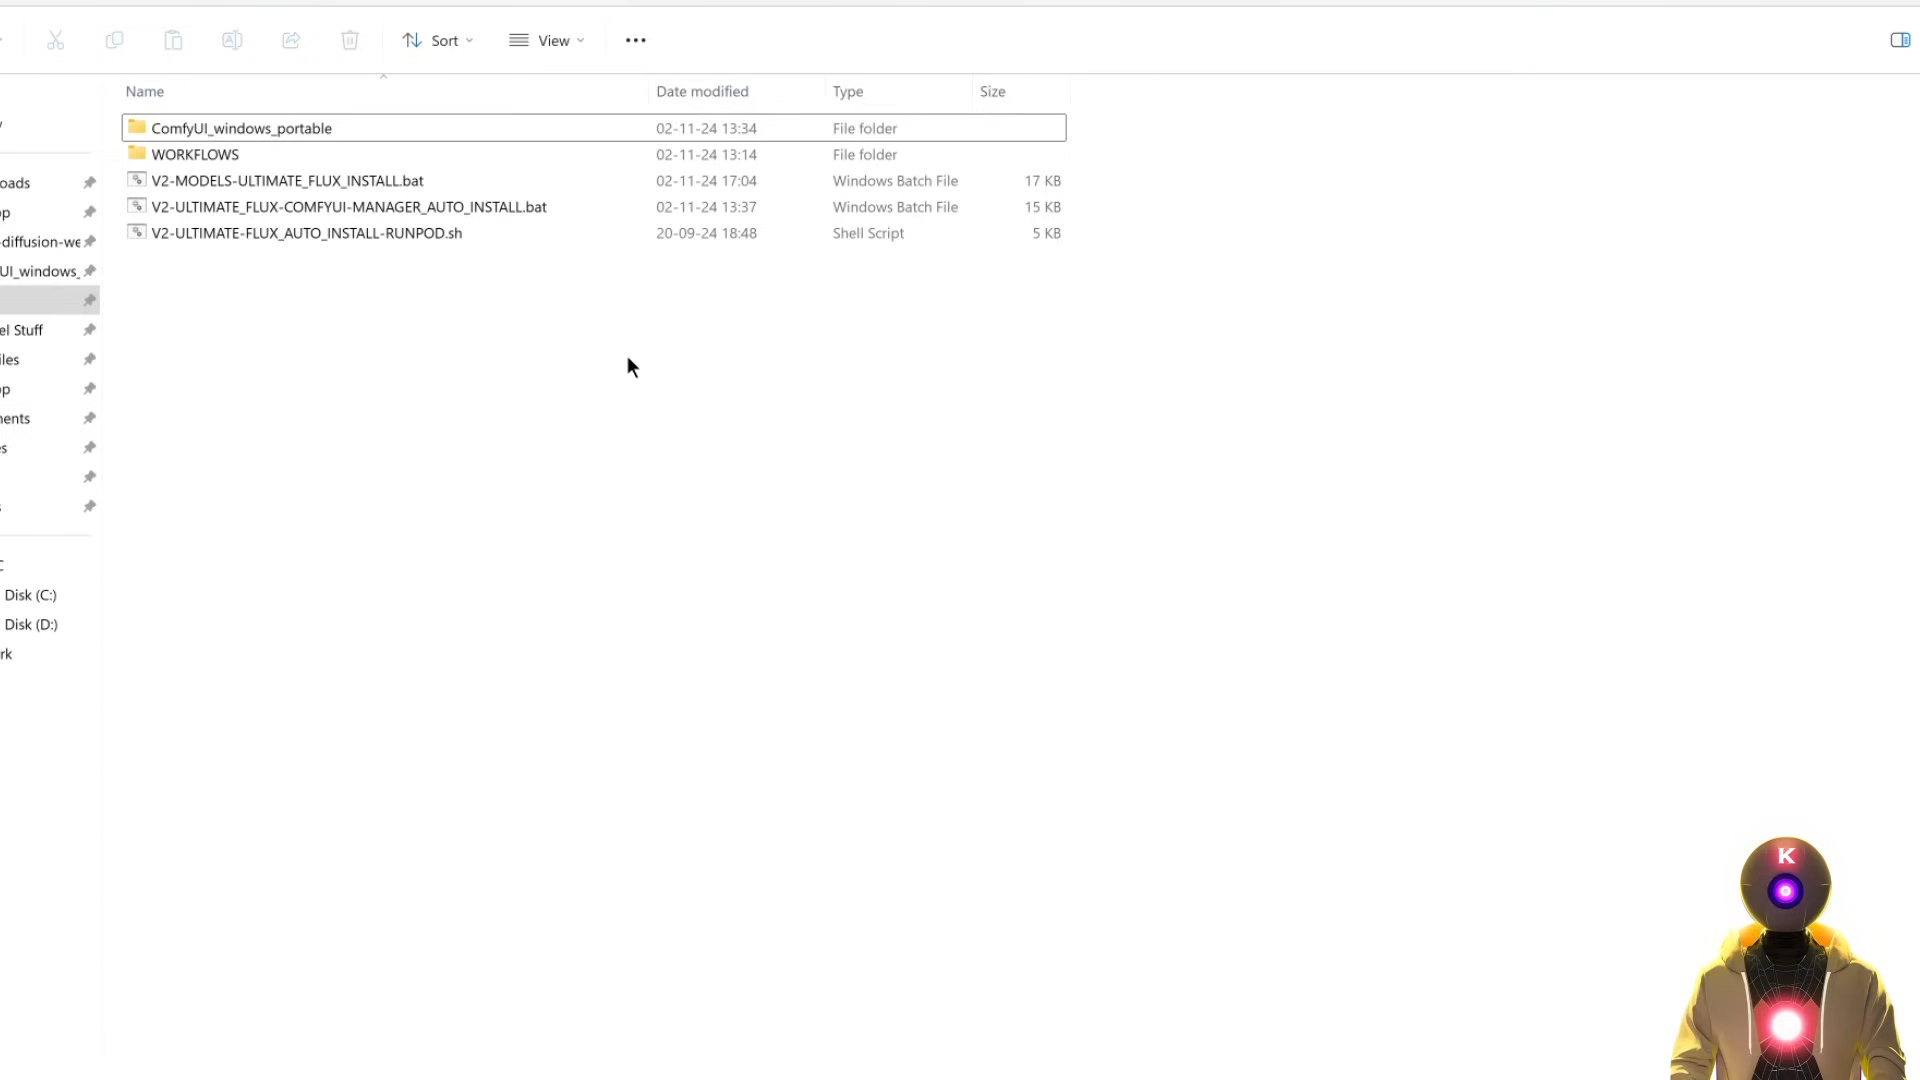 Sort
View
Name Date modified Type Size
ComfyUI_windows_portable 02-11-24 13:34 File folder
WORKFLOWS 02-11-24 13:14 File folder
V2-MODELS-ULTIMATE_FLUX_INSTALL.bat 02-11-24 17:04 Windows Batch File 17 KB
V2-ULTIMATE_FLUX-COMFYUI-MANAGER_AUTO_INSTALL.bat 02-11-24 13:37 Windows Batch File 15 KB
V2-ULTIMATE-FLUX_AUTO_INSTALL-RUNPOD.sh 20-09-24 18:48 Shell Script 5 KB
oads
op
-diffusion-we
UI_windows_
el Stuff
iles
op
nents
es
Disk (C:)
Disk (D:)
rk
K